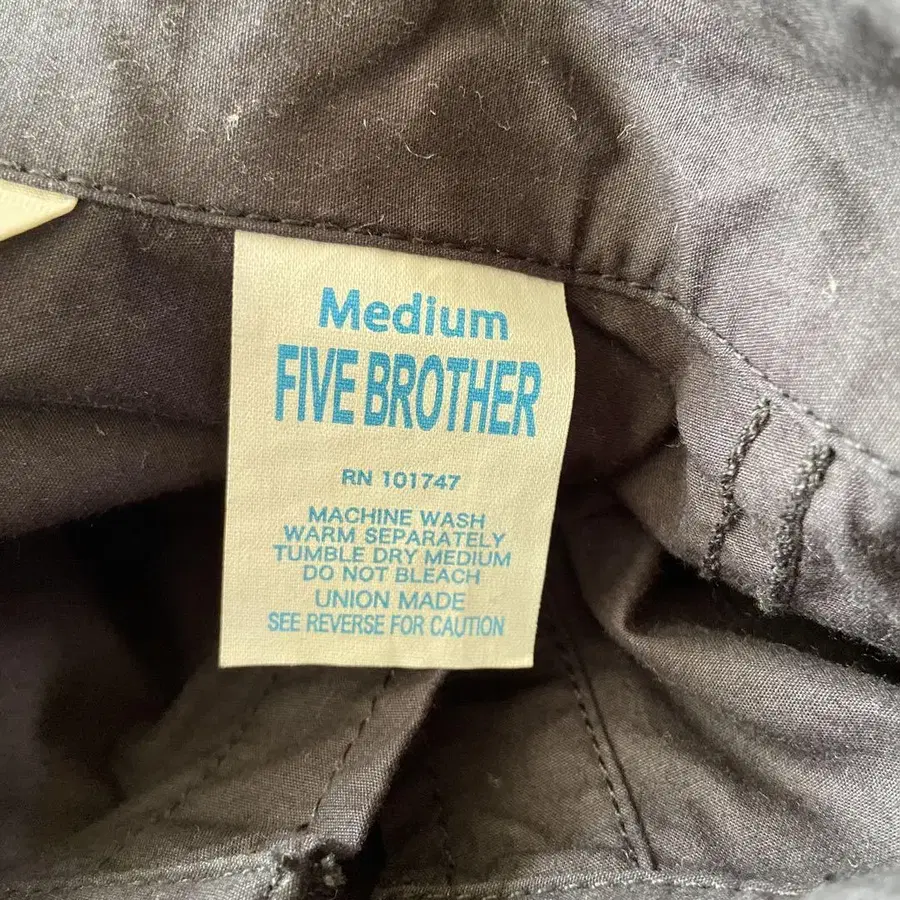 Medium
FIVE BROTHER
RN 101747
MACHINE WASH
WARM SEPARATELY
TUMBLE DRY MEDIUM
DO NOT BLEACH
UNION MADE
SEE REVERSE FOR CAUTION